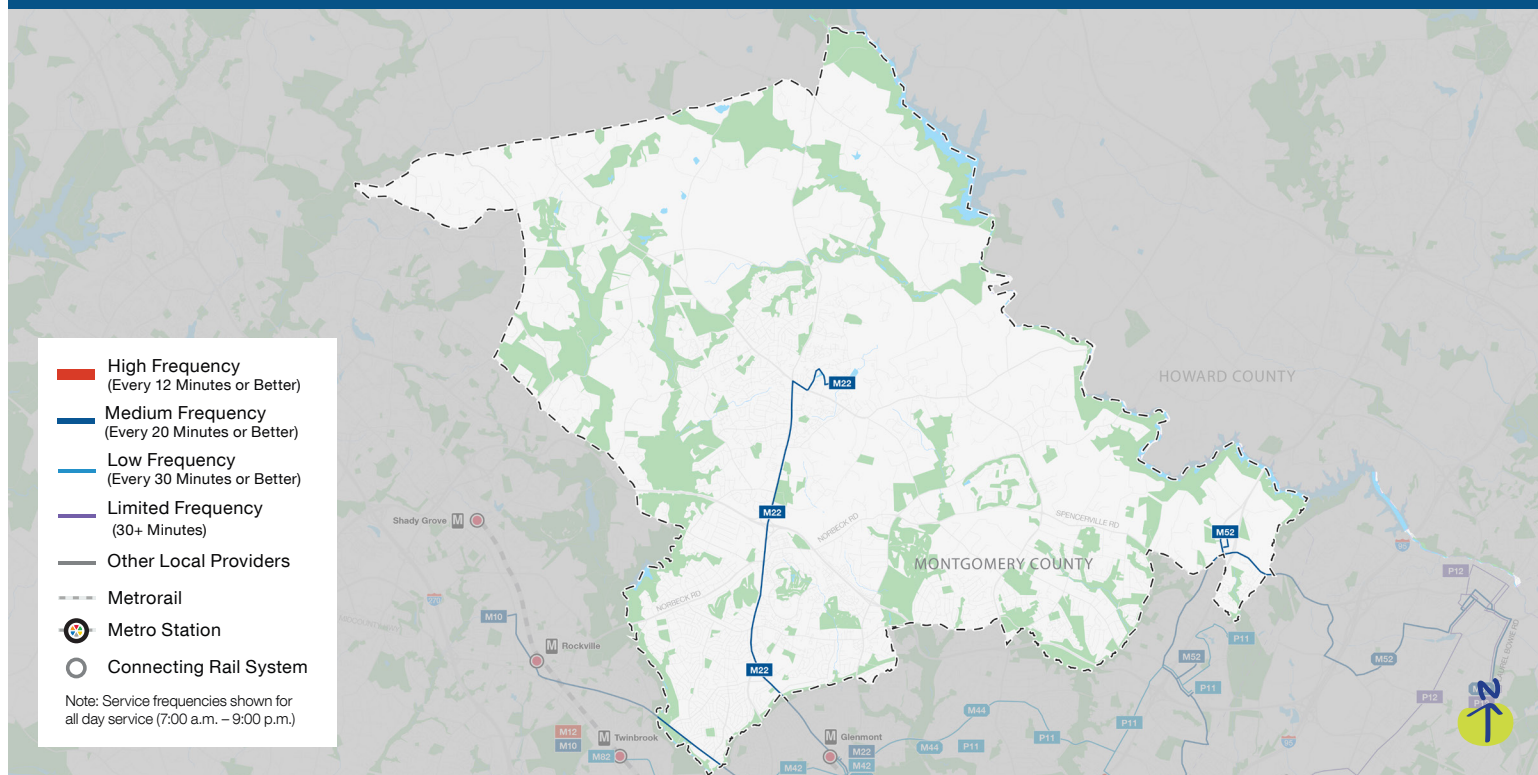 High Frequency
(Every 12 Minutes or Better)
Medium Frequency
(Every 20 Minutes or Better)
Low Frequency
(Every 30 Minutes or Better)
Limited Frequency
(30+ Minutes)
Other Local Providers
Metrorail
Metro Station
Connecting Rail System
Note: Service frequencies shown for
all day service (7:00 a.m. – 9:00 p.m.)
HOWARD COUNTY
M22
M22
NORBECK RD
SPENCERVILLE RD
Shady Grove M
M52
MONTGOMERY COUNTY
P12
NORBECK RD
M10
M Rockville
P11
M52
M52
M22
P11
P12
M44
P11
P11
M12
M10
M Twinbrook
M82
M Glenmont
M22
M42
M42
M44
P11
N